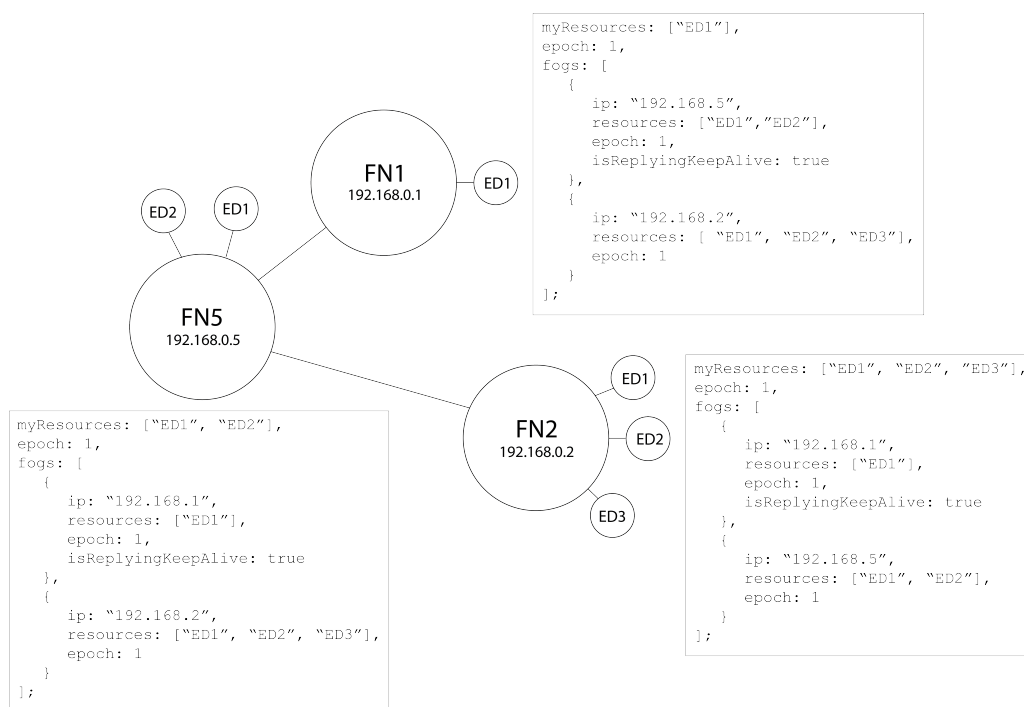 myResources: [“ED1”],
epoch: 1,
fogs: [
{
ip: “192.168.5”,
resources: [“ED1”,”ED2”],
epoch: 1,
isReplyingKeepAlive: true
},
{
ip: “192.168.2”,
resources: [ “ED1”, “ED2”, “ED3”],
epoch: 1
}
];
FN1
192.168.0.1
ED1
ED2
ED1
FN5
192.168.0.5
FN2
192.168.0.2
ED1
ED2
ED3
myResources: [“ED1”, “ED2”, ”ED3”],
epoch: 1,
fogs: [
{
ip: “192.168.1”,
resources: [“ED1”],
epoch: 1,
isReplyingKeepAlive: true
},
{
ip: “192.168.5”,
resources: [“ED1”, “ED2”],
epoch: 1
}
];
myResources: [“ED1”, “ED2”],
epoch: 1,
fogs: [
{
ip: “192.168.1”,
resources: [“ED1”],
epoch: 1,
isReplyingKeepAlive: true
},
{
ip: “192.168.2”,
resources: [“ED1”, “ED2”, “ED3”],
epoch: 1
}
];